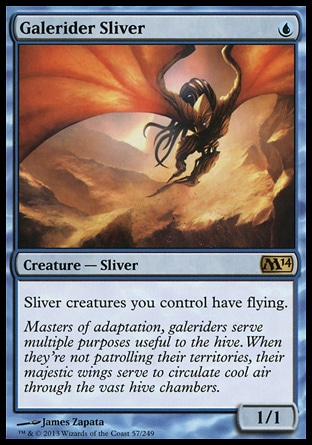 Galerider Sliver
Creature — Sliver
M14
Sliver creatures you control have flying.
Masters of adaptation, galeriders serve
multiple purposes useful to the hive. When
they're not patrolling their territories, their
majestic wings serve to circulate cool air
through the vast hive chambers.
James Zapata
™ & © 2013 Wizards of the Coast 57/249
1/1